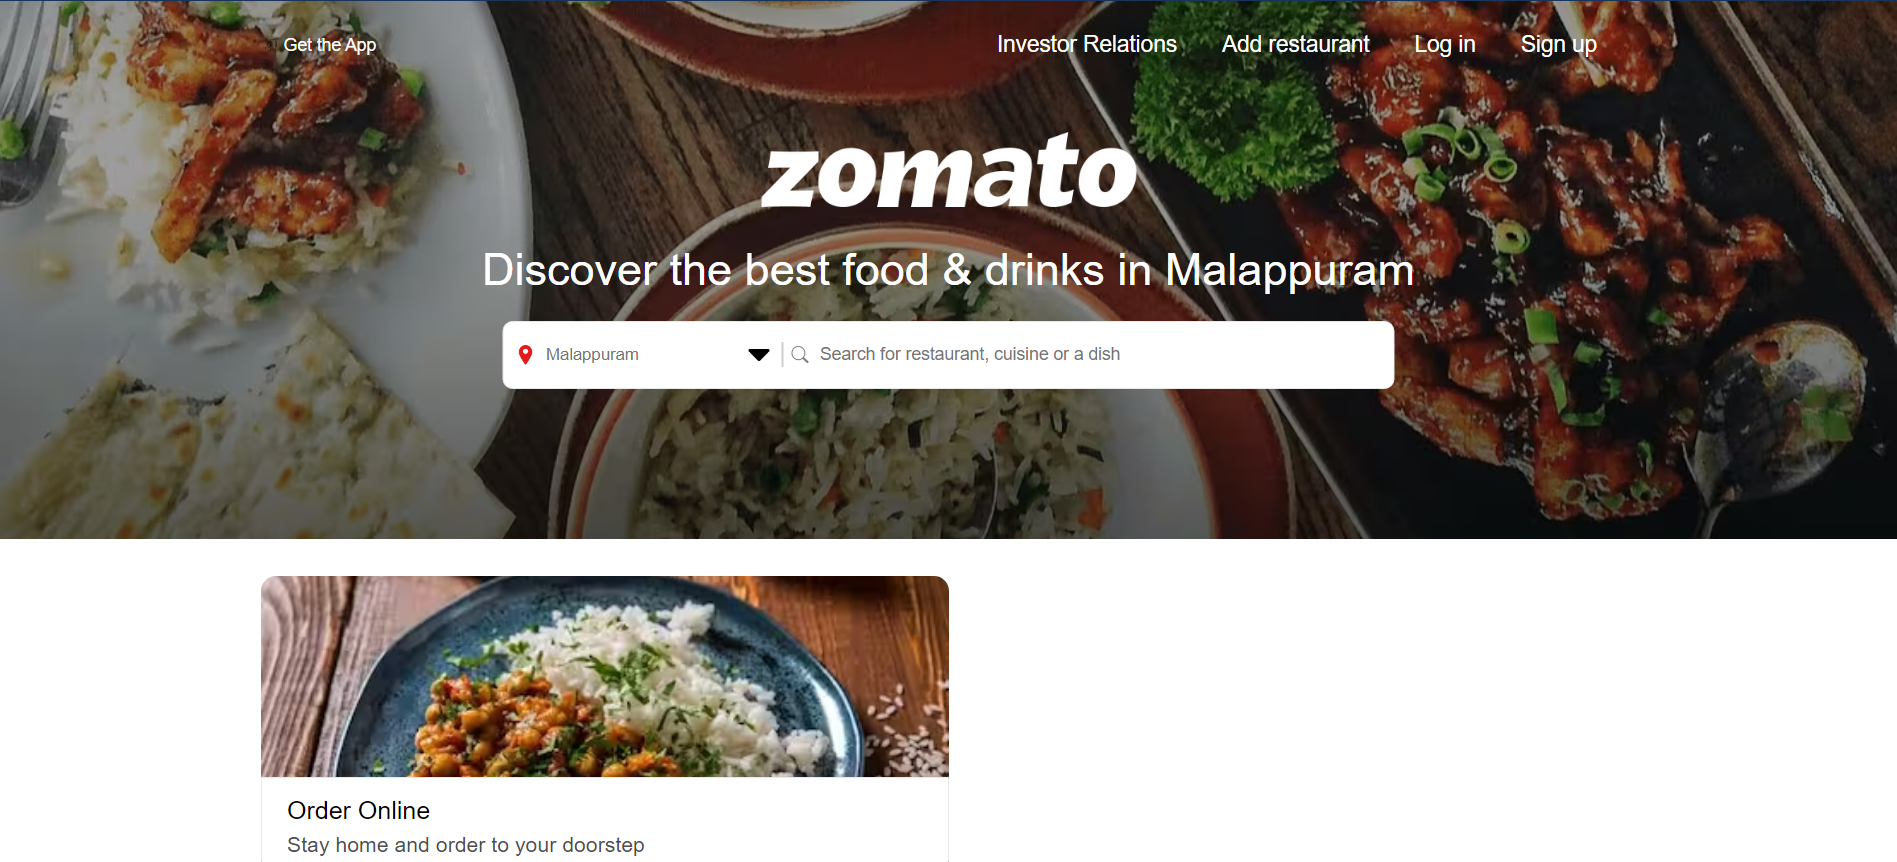 Get the App
Investor Relations
Add restaurant
Log in
Sign up
zomato
Discover the best food & drinks in Malappuram
Malappuram
Search for restaurant, cuisine or a dish
Order Online
Stay home and order to your doorstep